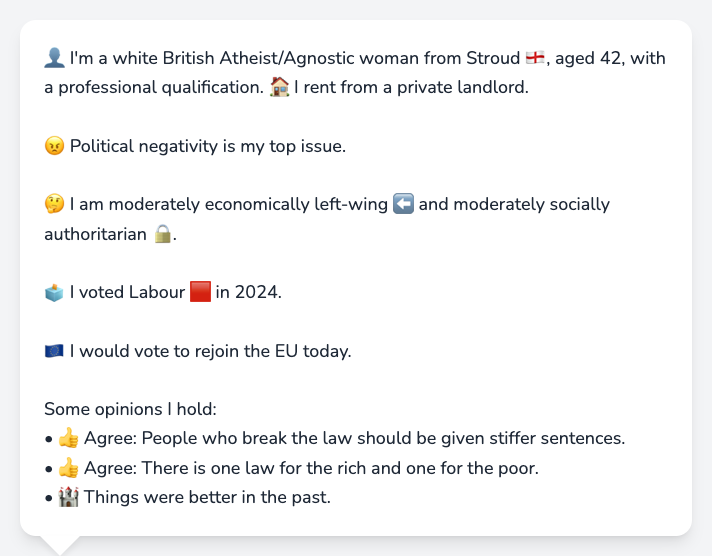 👤 I'm a white British Atheist/Agnostic woman from Stroud 🏴󠁧󠁢󠁥󠁮󠁧󠁿, aged 42, with
a professional qualification. 🏠 I rent from a private landlord.
😠 Political negativity is my top issue.
🤔 I am moderately economically left-wing ⬅️ and moderately socially
authoritarian 🔒.
🗳️ I voted Labour 🟥 in 2024.
🇪🇺 I would vote to rejoin the EU today.
Some opinions I hold:
• 👍 Agree: People who break the law should be given stiffer sentences.
• 👍 Agree: There is one law for the rich and one for the poor.
• 🏰 Things were better in the past.